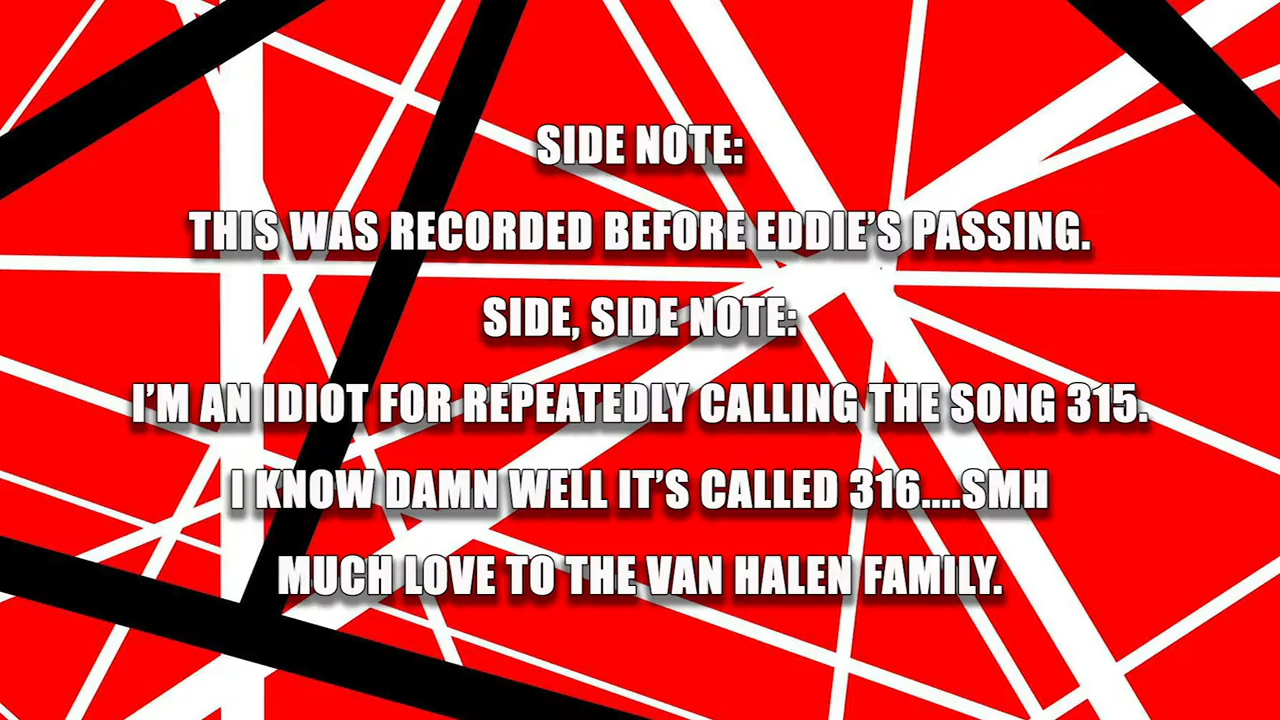 SIDE NOTE:
THIS WAS RECORDED BEFORE EDDIE'S PASSING.
SIDE, SIDE NOTE:
I'M AN IDIOT FOR REPEATEDLY CALLING THE SONG 315.
I KNOW DAMN WELL IT'S CALLED 316....SMH
MUCH LOVE TO THE VAN HALEN FAMILY.